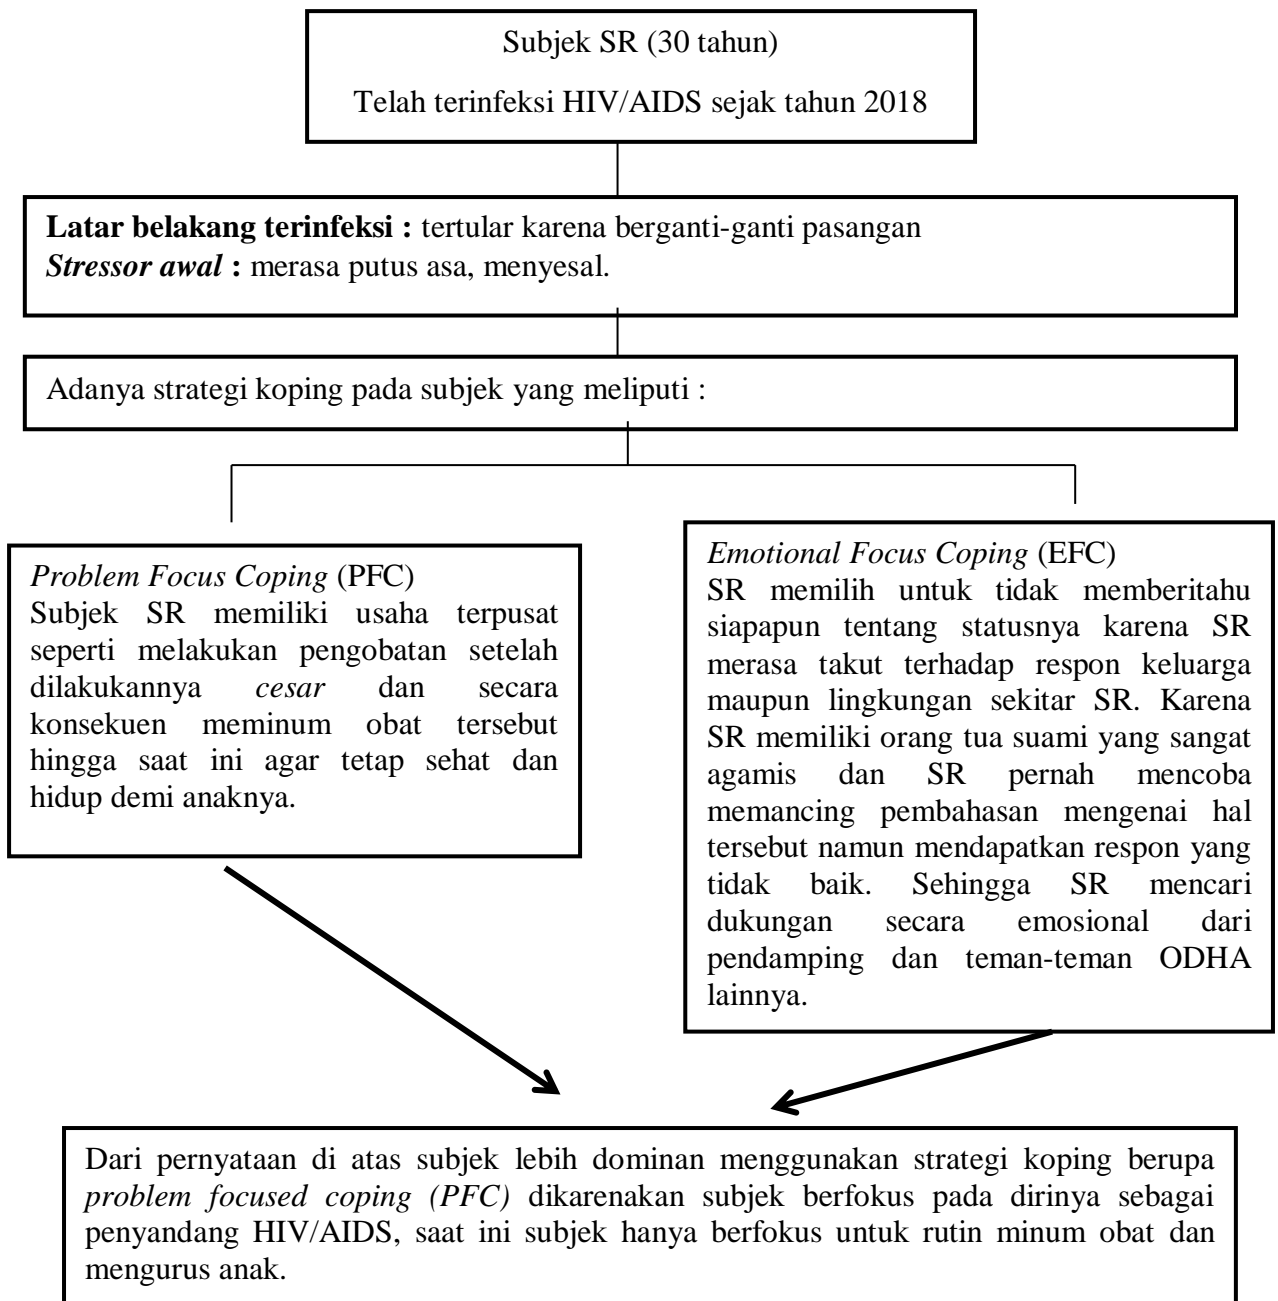 Subjek SR (30 tahun)
Telah terinfeksi HIV/AIDS sejak tahun 2018
Latar belakang terinfeksi : tertular karena berganti-ganti pasangan
Stressor awal : merasa putus asa, menyesal.
Adanya strategi koping pada subjek yang meliputi :
Problem Focus Coping (PFC)
Subjek SR memiliki usaha terpusat
seperti melakukan pengobatan setelah
dilakukannya cesar dan secara
konsekuen meminum obat tersebut
hingga saat ini agar tetap sehat dan
hidup demi anaknya.
Emotional Focus Coping (EFC)
SR memilih untuk tidak memberitahu
siapapun tentang statusnya karena SR
merasa takut terhadap respon keluarga
maupun lingkungan sekitar SR. Karena
SR memiliki orang tua suami yang sangat
agamis dan SR pernah mencoba
memancing pembahasan mengenai hal
tersebut namun mendapatkan respon yang
tidak baik. Sehingga SR mencari
dukungan secara emosional dari
pendamping dan teman-teman ODHA
lainnya.
Dari pernyataan di atas subjek lebih dominan menggunakan strategi koping berupa
problem focused coping (PFC) dikarenakan subjek berfokus pada dirinya sebagai
penyandang HIV/AIDS, saat ini subjek hanya berfokus untuk rutin minum obat dan
mengurus anak.